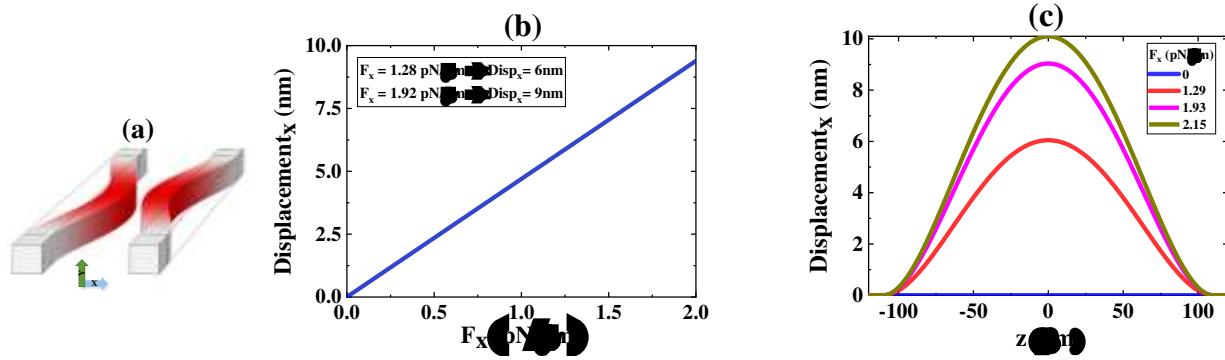 (a)
x
(b)
Displacement_x (nm)
10.0
7.5
5.0
2.5
0.0
F_x = 1.28 pN Disp_x= 6nm
F_x = 1.92 pN Disp_x= 9nm
0.0 0.5 1.0 1.5 2.0
F_x
(c)
Displacement_x (nm)
10
8
6
4
2
0
F_x (pN
0
1.29
1.93
2.15
-100 -50 0 50 100
z